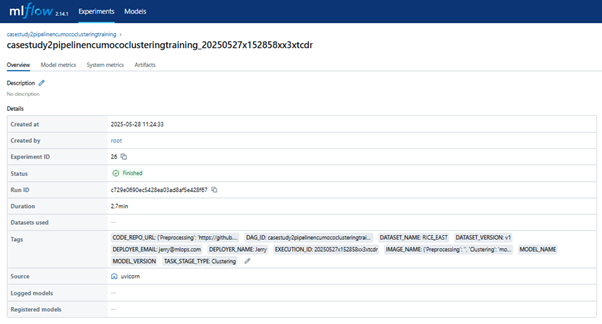 mlflow 2.14.1 Experiments Models
casestudy2pipelinencumococlusteringtraining >
casestudy2pipelinencumococlusteringtraining_20250527x152858xx3xtcdr
Overview Model metrics System metrics Artifacts
Description
No description
Details
Created at 2025-05-28 11:24:33
Created by root
Experiment ID 26
Status Finished
Run ID c729e0690ec5428ea03ad8af5e428f67
Duration 2.7min
Datasets used —
Tags CODE_REPO_URL: {'Preprocessing': 'https://github... DAG_ID: casestudy2pipelinencumococlusteringtrai... DATASET_NAME: RICE_EAST DATASET_VERSION: v1
DEPLOYER_EMAIL: jerry@mlops.com DEPLOYER_NAME: Jerry EXECUTION_ID: 20250527x152858xx3xtcdr IMAGE_NAME: {'Preprocessing': '', 'Clustering': 'mo... MODEL_NAME
MODEL_VERSION TASK_STAGE_TYPE: Clustering
Source uvicorn
Logged models —
Registered models —